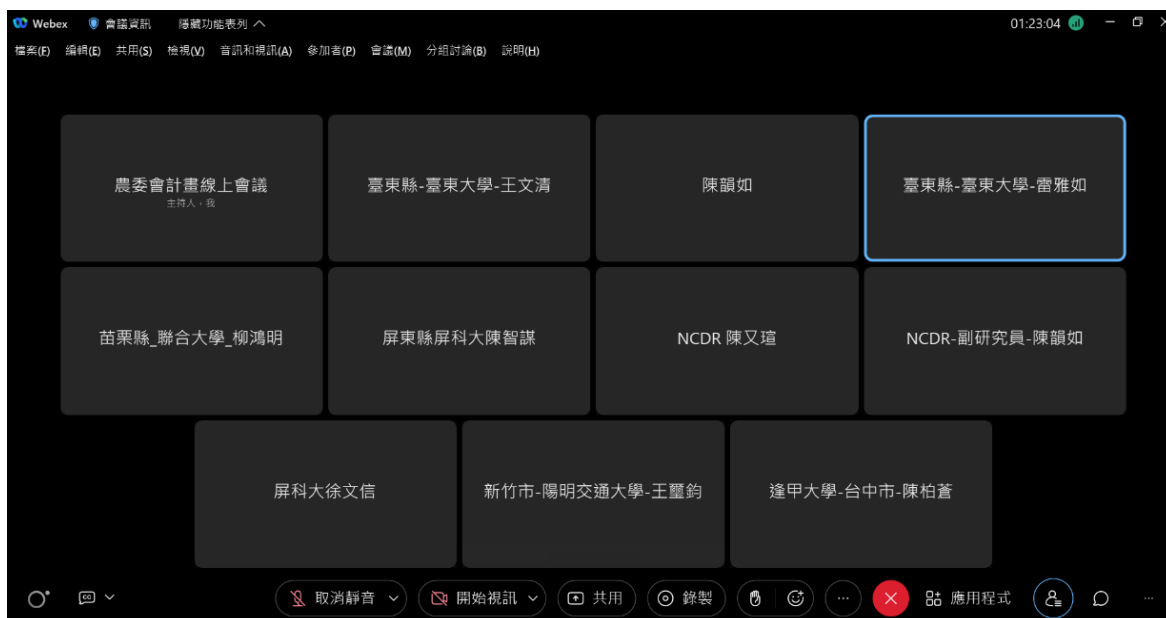 Webex 會議資訊 隱藏功能表列 01:23:04
檔案(F) 編輯(E) 共用(S) 檢視(V) 音訊和視訊(A) 參加者(P) 會議(M) 分組討論(B) 說明(H)
農委會計畫線上會議
主持人，我
臺東縣-臺東大學-王文清
陳韻如
臺東縣-臺東大學-雷雅如
苗栗縣_聯合大學_柳鴻明
屏東縣屏科大陳智謀
NCDR 陳又瑄
NCDR-副研究員-陳韻如
屏科大徐文信
新竹市-陽明交通大學-王璽鈞
逢甲大學-台中市-陳柏蒼
取消靜音 開始視訊 共用 錄製 應用程式